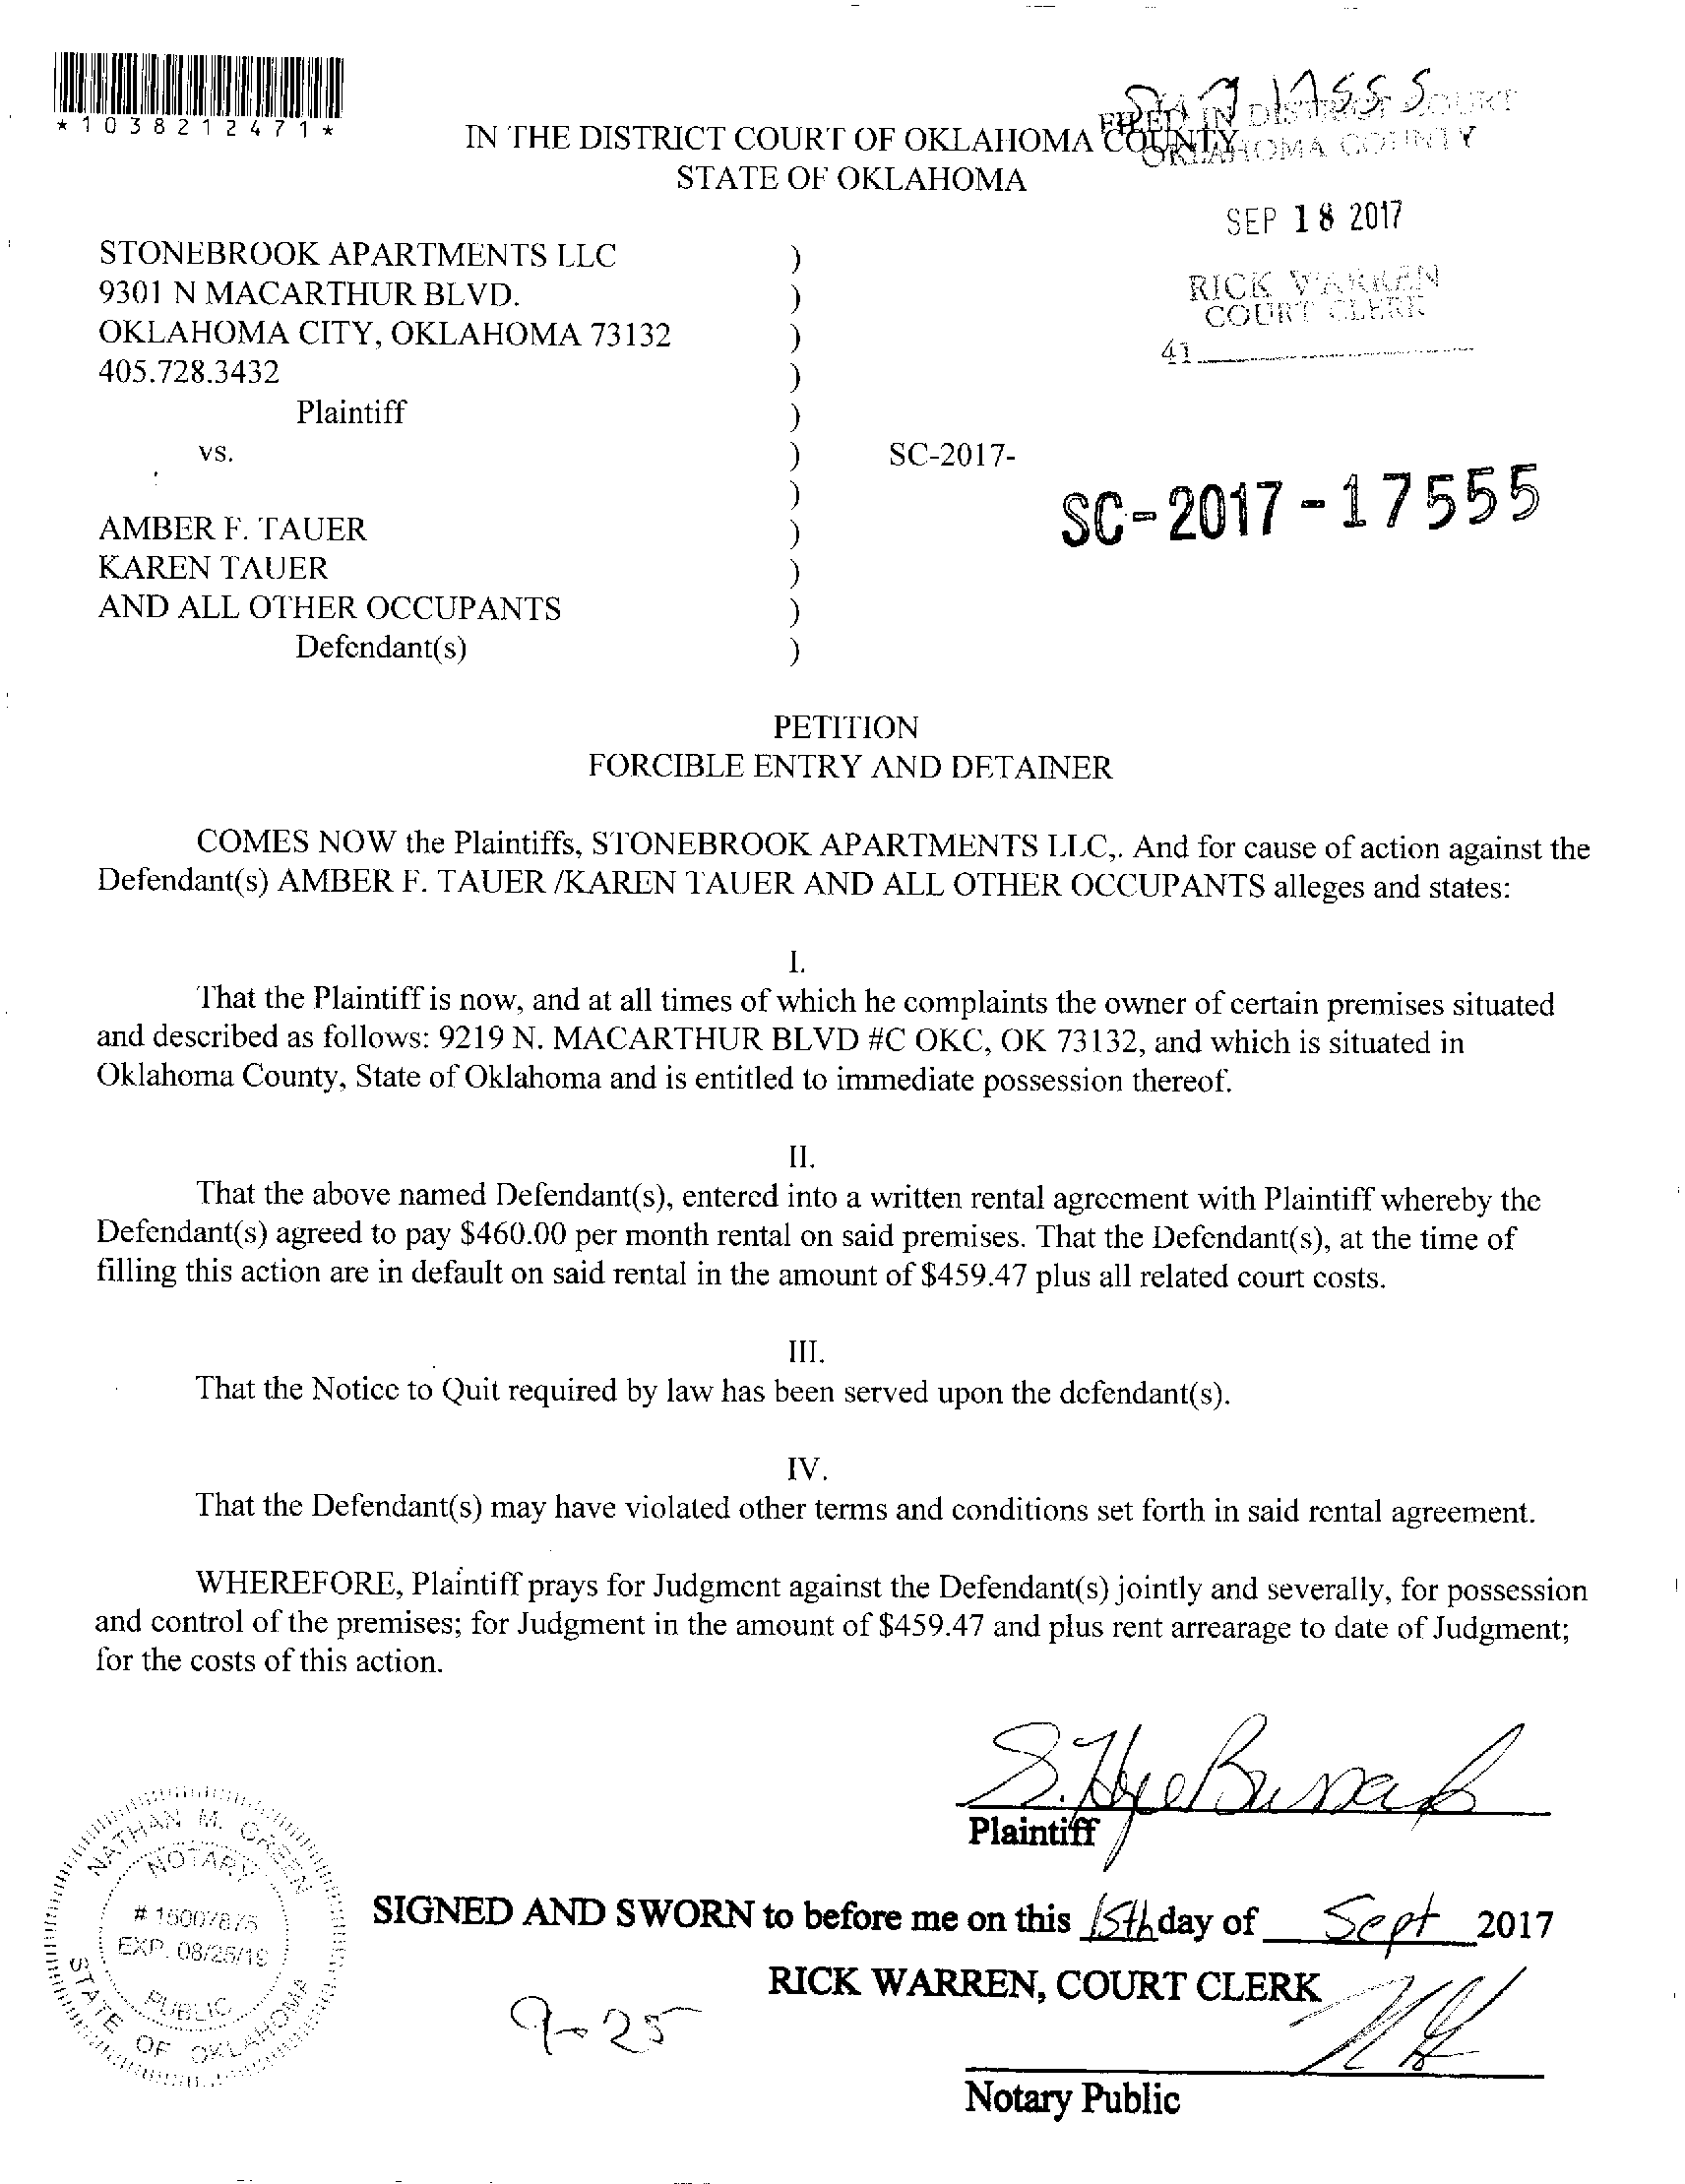 *1038212471*
17555
FILED IN DISTRICT COURT
OKLAHOMA COUNTY
IN THE DISTRICT COURT OF OKLAHOMA COUNTY
STATE OF OKLAHOMA
SEP 18 2017
RICK WARREN
COURT CLERK
41
STONEBROOK APARTMENTS LLC )
9301 N MACARTHUR BLVD. )
OKLAHOMA CITY, OKLAHOMA 73132 )
405.728.3432 )
Plaintiff )
vs. ) SC-2017-
)
SC-2017-17555
AMBER F. TAUER )
KAREN TAUER )
AND ALL OTHER OCCUPANTS )
Defendant(s) )
PETITION
FORCIBLE ENTRY AND DETAINER
COMES NOW the Plaintiffs, STONEBROOK APARTMENTS LLC,. And for cause of action against the
Defendant(s) AMBER F. TAUER /KAREN TAUER AND ALL OTHER OCCUPANTS alleges and states:
I.
That the Plaintiff is now, and at all times of which he complaints the owner of certain premises situated
and described as follows: 9219 N. MACARTHUR BLVD #C OKC, OK 73132, and which is situated in
Oklahoma County, State of Oklahoma and is entitled to immediate possession thereof.
II.
That the above named Defendant(s), entered into a written rental agreement with Plaintiff whereby the
Defendant(s) agreed to pay $460.00 per month rental on said premises. That the Defendant(s), at the time of
filling this action are in default on said rental in the amount of $459.47 plus all related court costs.
III.
That the Notice to Quit required by law has been served upon the defendant(s).
IV.
That the Defendant(s) may have violated other terms and conditions set forth in said rental agreement.
WHEREFORE, Plaintiff prays for Judgment against the Defendant(s) jointly and severally, for possession
and control of the premises; for Judgment in the amount of $459.47 and plus rent arrearage to date of Judgment;
for the costs of this action.
Plaintiff
NATHAN M. GREEN
NOTARY
EXP. 08/25/19
PUBLIC
STATE OF OKLAHOMA
SIGNED AND SWORN to before me on this 15th day of Sept 2017
RICK WARREN, COURT CLERK
9-25
Notary Public